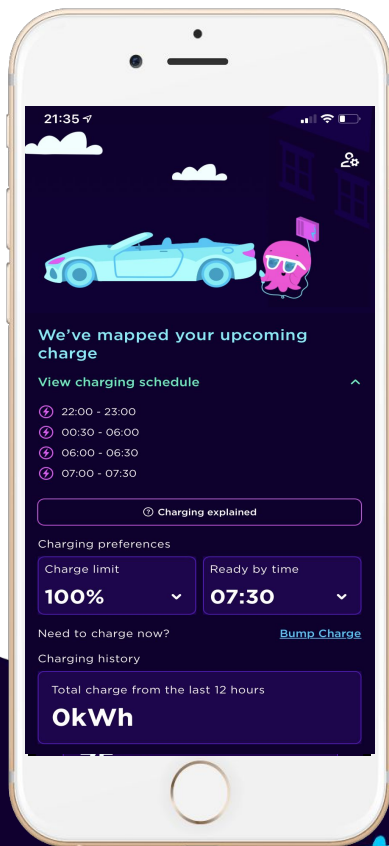 21:35
We've mapped your upcoming
charge
View charging schedule
22:00 - 23:00
00:30 - 06:00
06:00 - 06:30
07:00 - 07:30
Charging explained
Charging preferences
Charge limit
100%
Ready by time
07:30
Need to charge now?
Bump Charge
Charging history
Total charge from the last 12 hours
0kWh